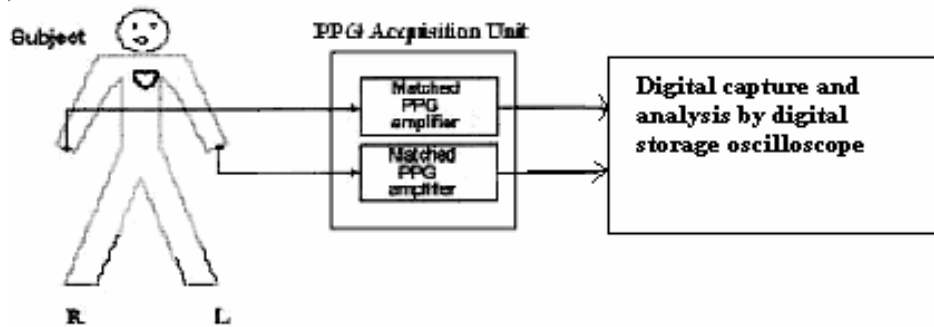 Subject
PPG Acquisition Unit
Matched
PPG
amplifier
Matched
PPG
amplifier
Digital capture and
analysis by digital
storage oscilloscope
R
L